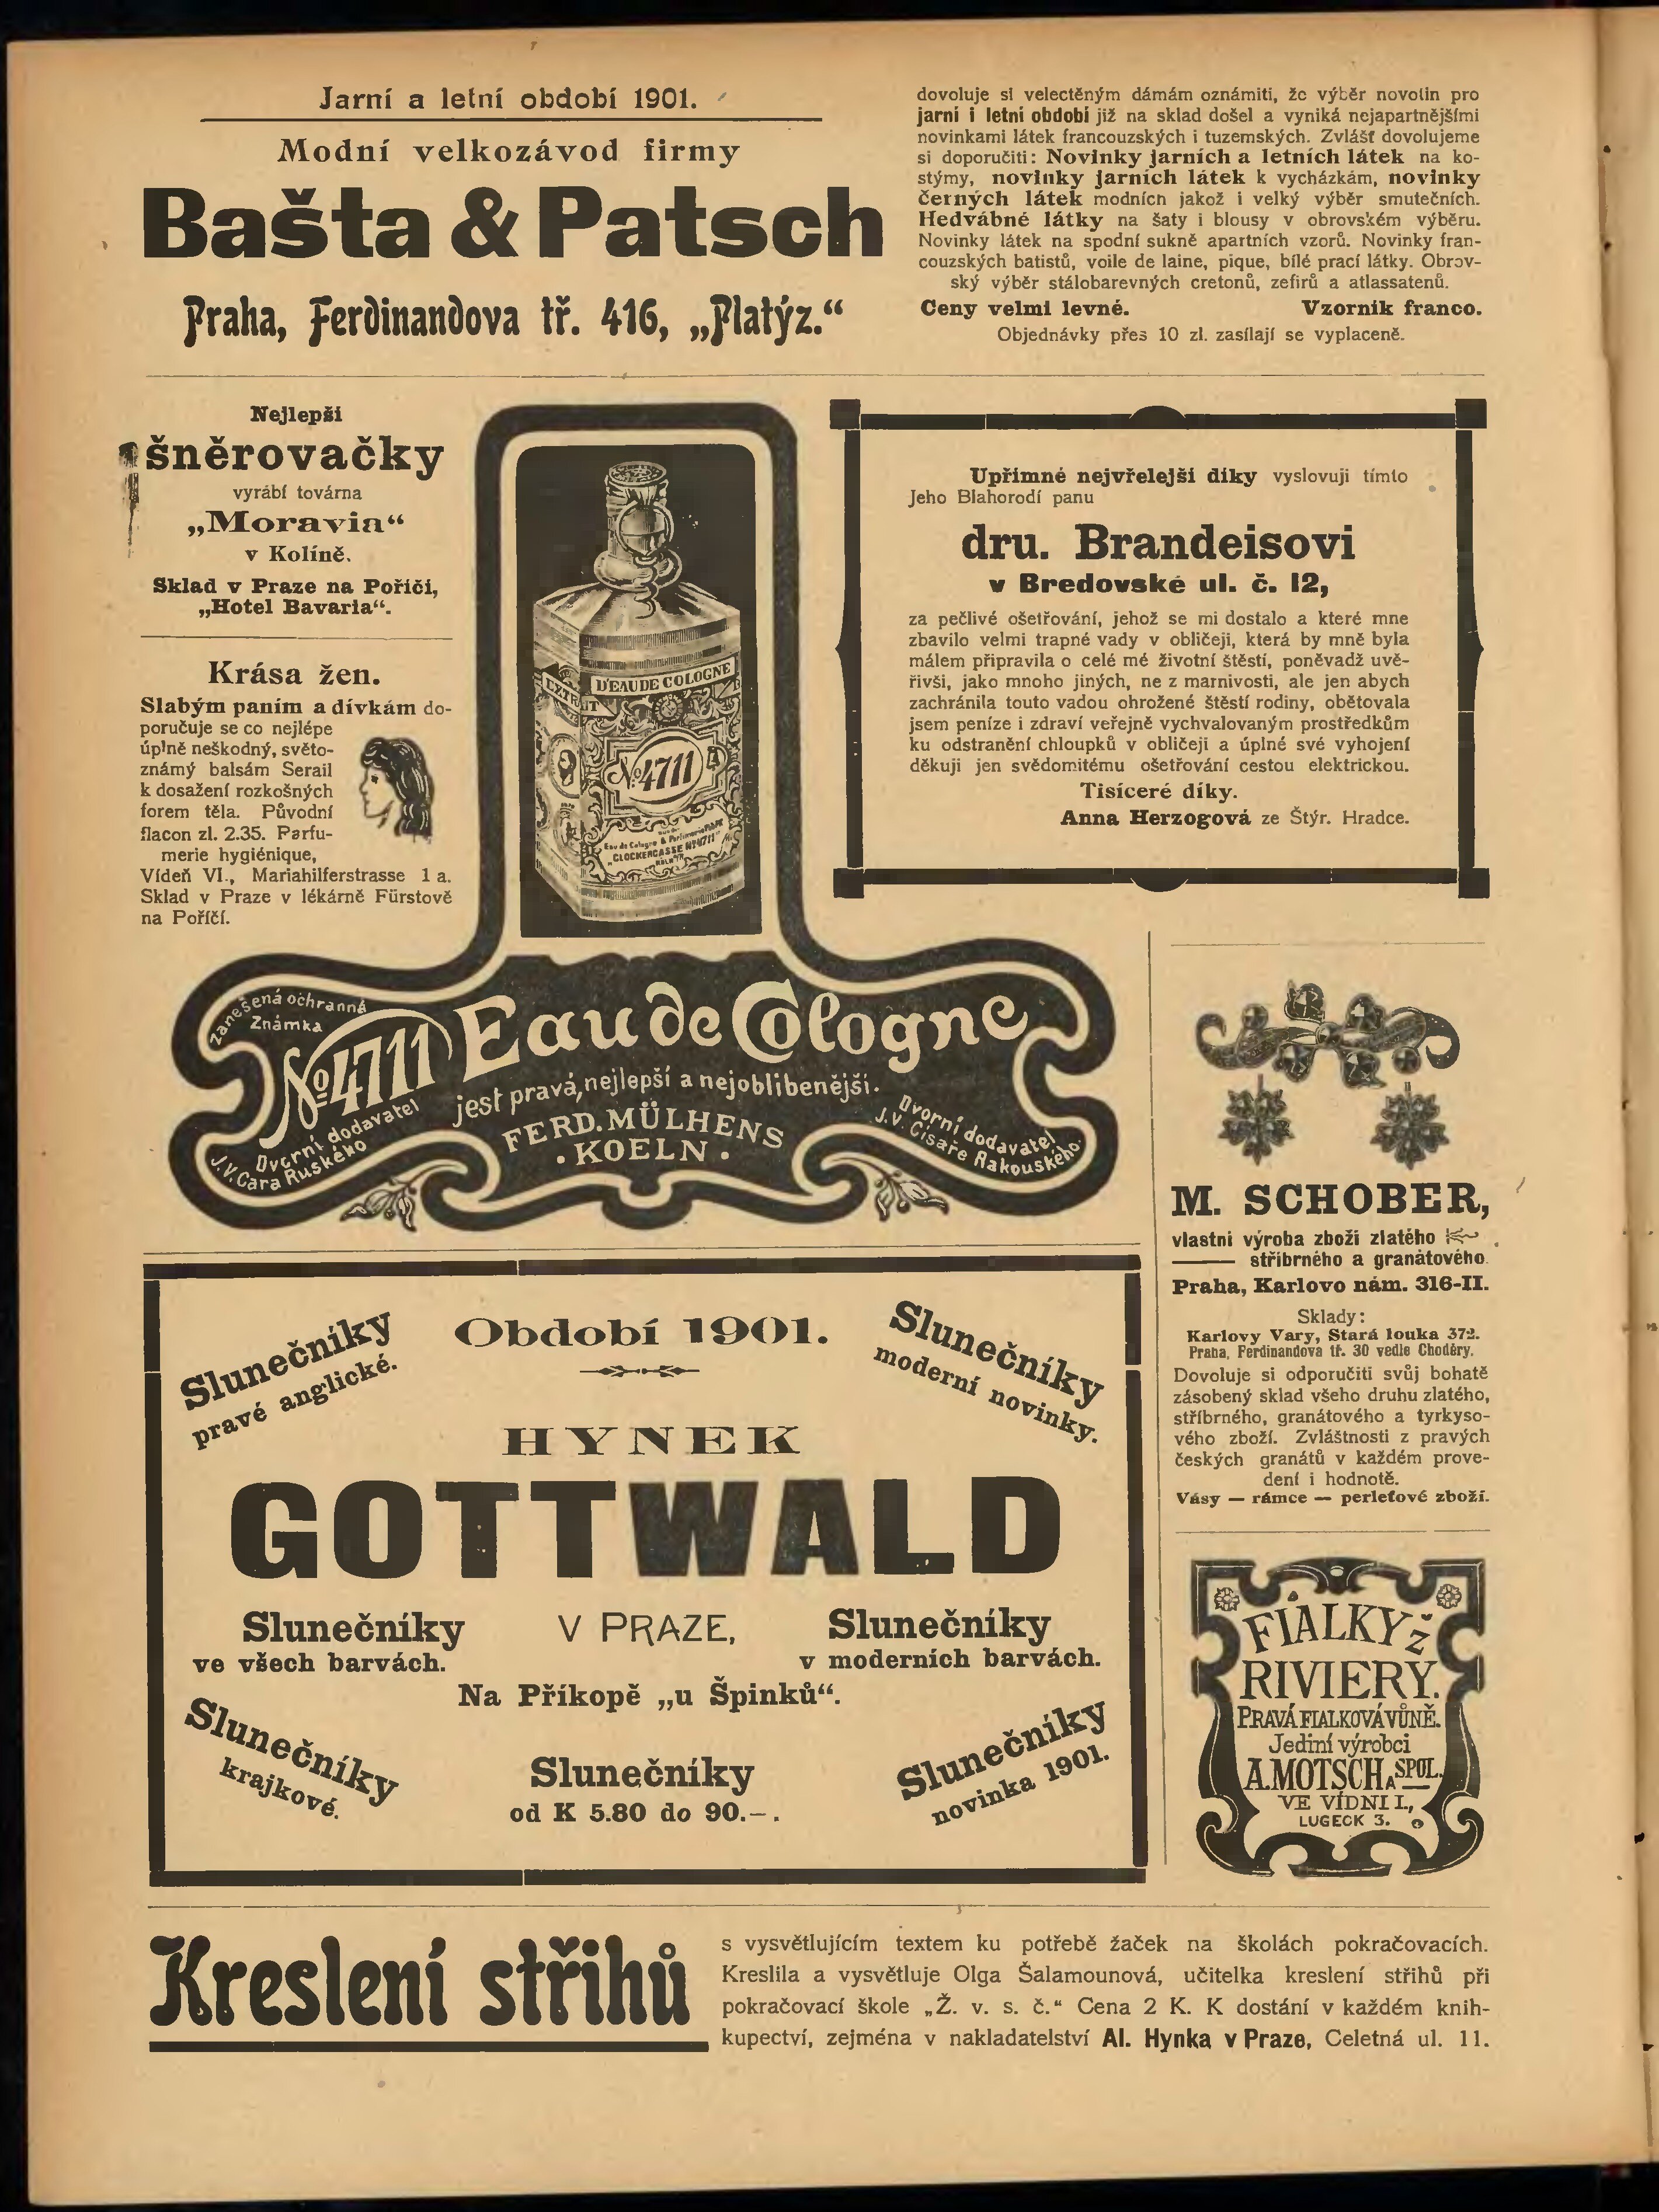 Jarní a letní období 1901.
Modní velkozávod firmy
Bašta & Patsch
Praha, Ferdinandova tř. 416, „Platýz.“
dovoluje si velectěným dámám oznámiti, že výběr novotin pro
jarní i letní období již na sklad došel a vyniká nejapartnějšími
novinkami látek francouzských i tuzemských. Zvlášť dovolujeme
si doporučiti: Novinky jarních a letních látek na ko-
stýmy, novinky jarních látek k vycházkám, novinky
černých látek modních jakož i velký výběr smutečních.
Hedvábné látky na šaty i blousy v obrovském výběru.
Novinky látek na spodní sukně apartních vzorů. Novinky fran-
couzských batistů, voile de laine, pique, bílé prací látky. Obrov-
ský výběr stálobarevných cretonů, zefirů a atlassatenů.
Ceny velmi levné. Vzorník franco.
Objednávky přes 10 zl. zasílají se vyplaceně.
Nejlepší
šněrovačky
vyrábí továrna
„Moravia“
v Kolíně.
Sklad v Praze na Poříčí,
„Hotel Bavaria“.
Krása žen.
Slabým paním a dívkám do-
poručuje se co nejlépe
úplně neškodný, světo-
známý balsám Serail
k dosažení rozkošných
forem těla. Původní
flacon zl. 2.35. Parfu-
merie hygiénique,
Vídeň VI., Mariahilferstrasse 1 a.
Sklad v Praze v lékárně Fürstově
na Poříčí.
D'EAU DE COLOGNE
No 4711
Eau de Cologne & Parfumerie Fabr.
"GLOCKENGASSE No 4711"
KÖLN
Upřímné nejvřelejší díky vyslovuji tímto
Jeho Blahorodí panu
dru. Brandeisovi
v Bredovské ul. č. 12,
za pečlivé ošetřování, jehož se mi dostalo a které mne
zbavilo velmi trapné vady v obličeji, která by mně byla
málem připravila o celé mé životní štěstí, poněvadž uvě-
řivši, jako mnoho jiných, ne z marnivosti, ale jen abych
zachránila touto vadou ohrožené štěstí rodiny, obětovala
jsem peníze i zdraví veřejně vychvalovaným prostředkům
ku odstranění chloupků v obličeji a úplné své vyhojení
děkuji jen svědomitému ošetřování cestou elektrickou.
Tisíceré díky.
Anna Herzogová ze Štýr. Hradce.
Zanešená ochranná
Známka
No 4711 Eau de Cologne
jest pravá, nejlepší a nejoblibenější.
FERD. MÜLHENS
. KOELN .
Dvorní dodavatel
J. V. Cara Ruského
Dvorní dodavatel
J. V. Císaře Rakouského.
M. SCHOBER,
vlastní výroba zboží zlatého
stříbrného a granátového
Praha, Karlovo nám. 316-II.
Sklady:
Karlovy Vary, Stará louka 372.
Praha, Ferdinandova tř. 30 vedle Choděry.
Dovoluje si odporučiti svůj bohatě
zásobený sklad všeho druhu zlatého,
stříbrného, granátového a tyrkyso-
vého zboží. Zvláštnosti z pravých
českých granátů v každém prove-
dení i hodnotě.
Vásy — rámce — perleťové zboží.
Slunečníky
pravé anglické.
Období 1901.
Slunečníky
moderní novinky.
HYNEK
GOTTWALD
Slunečníky
ve všech barvách.
V PRAZE,
Slunečníky
v moderních barvách.
Na Příkopě „u Špinků“.
Slunečníky
krajkové.
Slunečníky
od K 5.80 do 90.—.
Slunečníky
novinka 1901.
FIALKY z
RIVIERY.
PRAVÁ FIALKOVÁ VŮNĚ.
Jediní výrobci
A. MOTSCH A SPOL.
VE VÍDNI I.,
LUGECK 3.
Kreslení střihů
s vysvětlujícím textem ku potřebě žaček na školách pokračovacích.
Kreslila a vysvětluje Olga Šalamounová, učitelka kreslení střihů při
pokračovací škole „Ž. v. s. č.“ Cena 2 K. K dostání v každém knih-
kupectví, zejména v nakladatelství Al. Hynka v Praze, Celetná ul. 11.